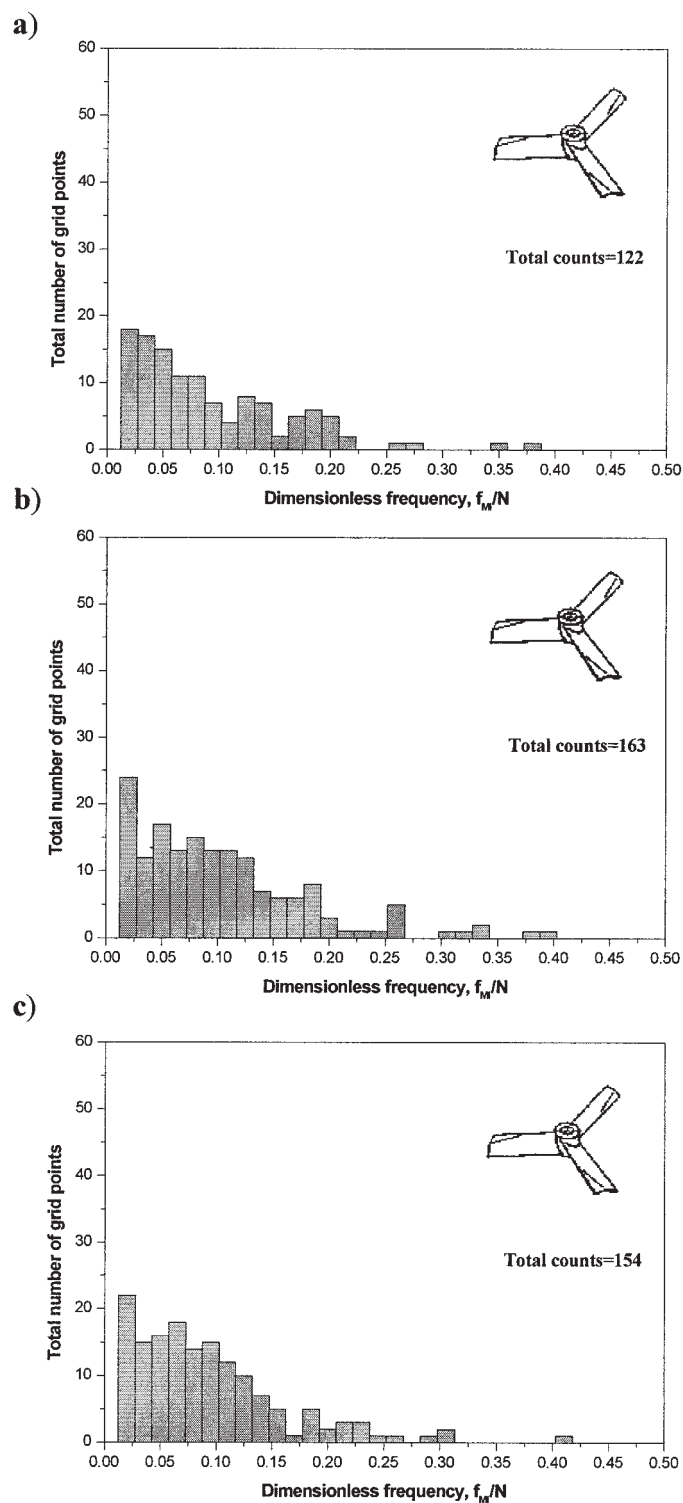 a)
60
50
40
30
20
10
0
Total number of grid points
Total counts=122
0.00 0.05 0.10 0.15 0.20 0.25 0.30 0.35 0.40 0.45 0.50
Dimensionless frequency, fM/N
b)
60
50
40
30
20
10
0
Total number of grid points
Total counts=163
0.00 0.05 0.10 0.15 0.20 0.25 0.30 0.35 0.40 0.45 0.50
Dimensionless frequency, fM/N
c)
60
50
40
30
20
10
0
Total number of grid points
Total counts=154
0.00 0.05 0.10 0.15 0.20 0.25 0.30 0.35 0.40 0.45 0.50
Dimensionless frequency, fM/N